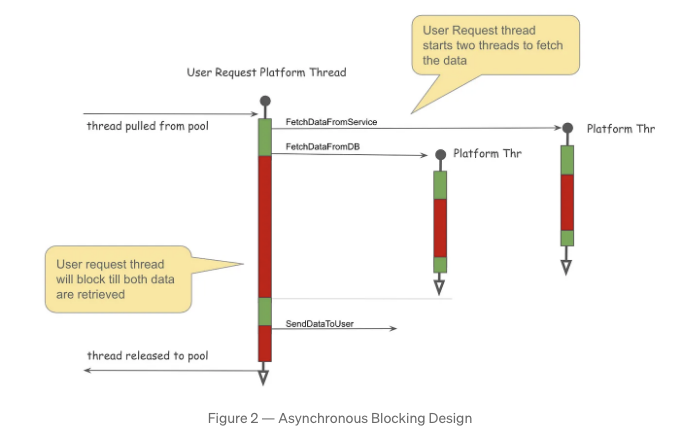 User Request thread
starts two threads to fetch
the data
User Request Platform Thread
thread pulled from pool
FetchDataFromService
Platform Thr
FetchDataFromDB
Platform Thr
User request thread
will block till both data
are retrieved
SendDataToUser
thread released to pool
Figure 2 — Asynchronous Blocking Design